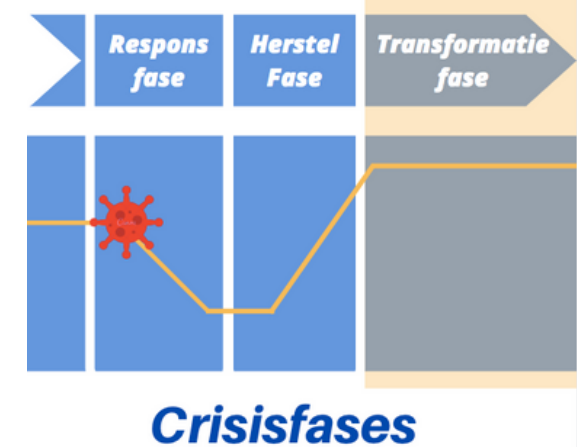 Respons
fase
Herstel
Fase
Transformatie
fase
Crisisfases